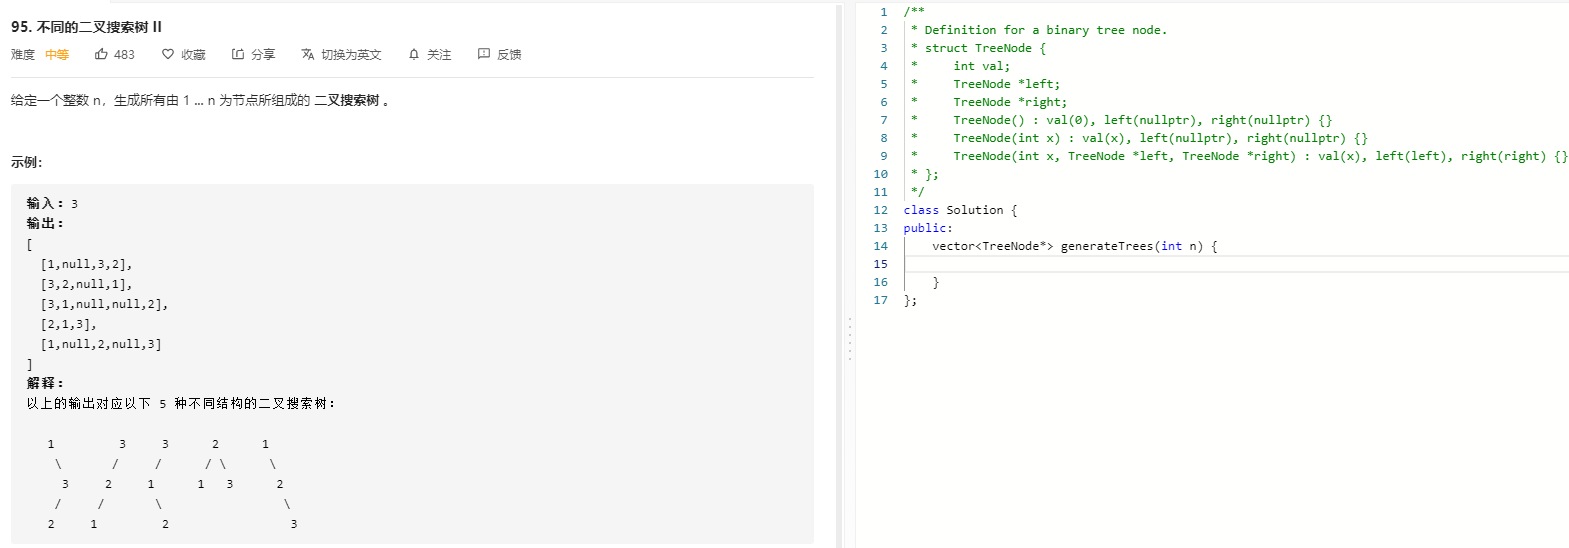 95. 不同的二叉搜索树 II
难度 中等 483 收藏 分享 切换为英文 关注 反馈
给定一个整数 n，生成所有由 1 ... n 为节点所组成的 二叉搜索树 。
示例：
输入：3
输出：
[
  [1,null,3,2],
  [3,2,null,1],
  [3,1,null,null,2],
  [2,1,3],
  [1,null,2,null,3]
]
解释：
以上的输出对应以下 5 种不同结构的二叉搜索树：
   1         3     3      2      1
    \       /     /      / \      \
     3     2     1      1   3      2
    /     /       \                 \
   2     1         2                 3
1 /**
2  * Definition for a binary tree node.
3  * struct TreeNode {
4  *     int val;
5  *     TreeNode *left;
6  *     TreeNode *right;
7  *     TreeNode() : val(0), left(nullptr), right(nullptr) {}
8  *     TreeNode(int x) : val(x), left(nullptr), right(nullptr) {}
9  *     TreeNode(int x, TreeNode *left, TreeNode *right) : val(x), left(left), right(right) {}
10  * };
11  */
12 class Solution {
13 public:
14     vector<TreeNode*> generateTrees(int n) {
15
16     }
17 };